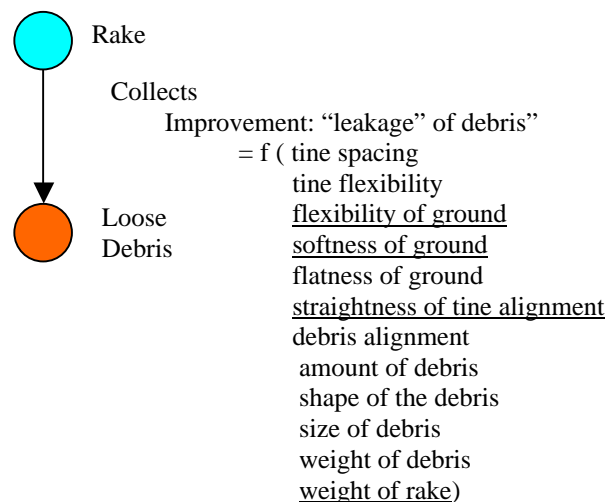 Rake
Collects
Improvement: “leakage” of debris”
= f ( tine spacing
tine flexibility
flexibility of ground
softness of ground
flatness of ground
straightness of tine alignment
debris alignment
amount of debris
shape of the debris
size of debris
weight of debris
weight of rake)
Loose
Debris